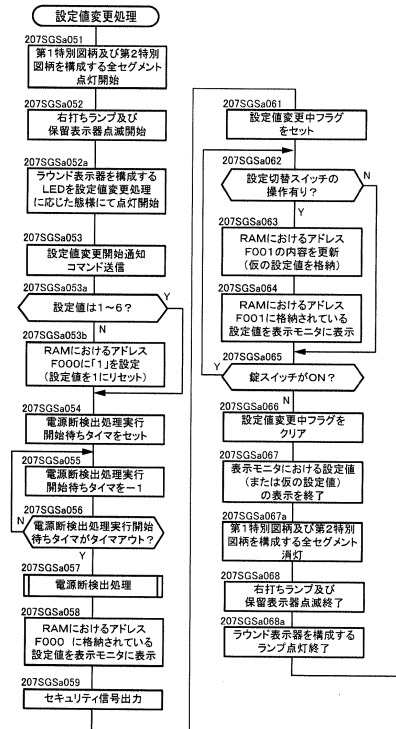 設定値変更処理
207SGSa051
第1特別図柄及び第2特別
図柄を構成する全セグメント
点灯開始
207SGSa052
右打ちランプ及び
保留表示器点滅開始
207SGSa052a
ラウンド表示器を構成する
LEDを設定値変更処理
に応じた態様にて点灯開始
207SGSa053
設定値変更開始通知
コマンド送信
207SGSa053a
設定値は1~6?
Y
N
207SGSa053b
RAMにおけるアドレス
F000に「1」を設定
(設定値を1にリセット)
207SGSa054
電源断検出処理実行
開始待ちタイマをセット
207SGSa055
電源断検出処理実行
開始待ちタイマをー1
207SGSa056
N
電源断検出処理実行開始
待ちタイマがタイマアウト?
Y
207SGSa057
電源断検出処理
207SGSa058
RAMにおけるアドレス
F000 に格納されている
設定値を表示モニタに表示
207SGSa059
セキュリティ信号出力
207SGSa061
設定値変更中フラグ
をセット
207SGSa062
設定切替スイッチの
操作有り?
N
Y
207SGSa063
RAMにおけるアドレス
F001の内容を更新
(仮の設定値を格納)
207SGSa064
RAMにおけるアドレス
F001に格納されている
設定値を表示モニタに表示
207SGSa065
Y
錠スイッチがON?
N
207SGSa066
設定値変更中フラグを
クリア
207SGSa067
表示モニタにおける設定値
(または仮の設定値)
の表示を終了
207SGSa067a
第1特別図柄及び第2特別
図柄を構成する全セグメント
消灯
207SGSa068
右打ちランプ及び
保留表示器点滅終了
207SGSa068a
ラウンド表示器を構成する
ランプ点灯終了